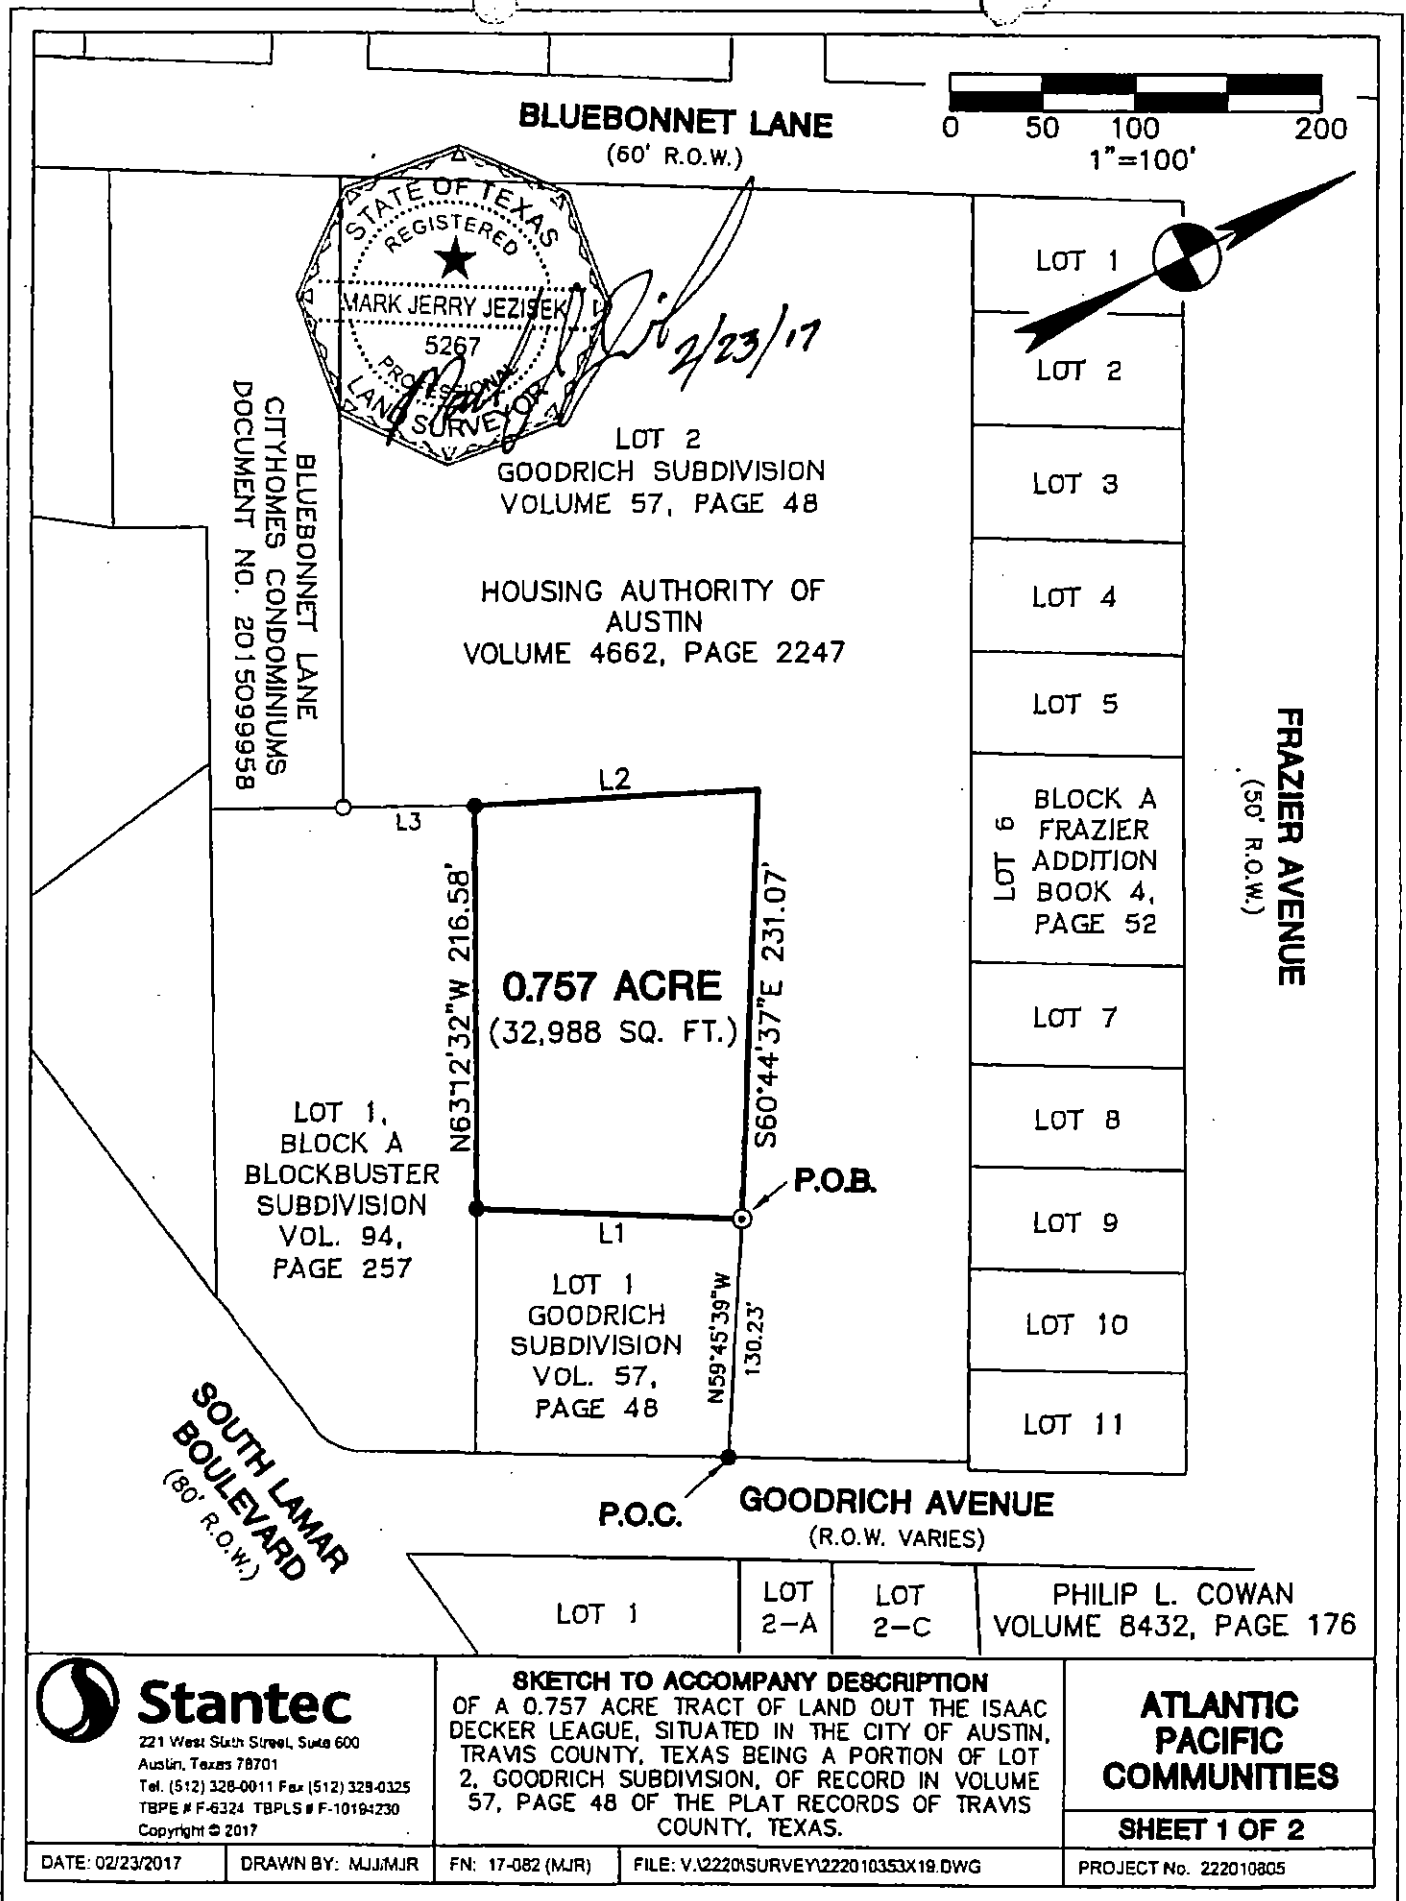 BLUEBONNET LANE
(60' R.O.W.)
0 50 100 200
1"=100'
STATE OF TEXAS
REGISTERED
MARK JERRY JEZISEK
5267
PROFESSIONAL
LAND SURVEYOR
2/23/17
LOT 2
GOODRICH SUBDIVISION
VOLUME 57, PAGE 48
HOUSING AUTHORITY OF
AUSTIN
VOLUME 4662, PAGE 2247
BLUEBONNET LANE
CITYHOMES CONDOMINIUMS
DOCUMENT NO. 2015099958
LOT 1
LOT 2
LOT 3
LOT 4
LOT 5
LOT 6
BLOCK A
FRAZIER
ADDITION
BOOK 4,
PAGE 52
LOT 7
LOT 8
LOT 9
LOT 10
LOT 11
FRAZIER AVENUE
(50' R.O.W.)
L2
L3
N63°12'32"W 216.58'
0.757 ACRE
(32,988 SQ. FT.)
S60°44'37"E 231.07'
P.O.B.
L1
LOT 1,
BLOCK A
BLOCKBUSTER
SUBDIVISION
VOL. 94,
PAGE 257
LOT 1
GOODRICH
SUBDIVISION
VOL. 57,
PAGE 48
N59°45'39"W
130.23'
SOUTH LAMAR
BOULEVARD
(80' R.O.W.)
P.O.C.
GOODRICH AVENUE
(R.O.W. VARIES)
LOT 1
LOT
2-A
LOT
2-C
PHILIP L. COWAN
VOLUME 8432, PAGE 176
Stantec
221 West Sixth Street, Suite 600
Austin, Texas 78701
Tel. (512) 328-0011 Fax (512) 328-0325
TBPE # F-6324 TBPLS # F-10194230
Copyright © 2017
SKETCH TO ACCOMPANY DESCRIPTION
OF A 0.757 ACRE TRACT OF LAND OUT THE ISAAC
DECKER LEAGUE, SITUATED IN THE CITY OF AUSTIN,
TRAVIS COUNTY, TEXAS BEING A PORTION OF LOT
2, GOODRICH SUBDIVISION, OF RECORD IN VOLUME
57, PAGE 48 OF THE PLAT RECORDS OF TRAVIS
COUNTY, TEXAS.
ATLANTIC
PACIFIC
COMMUNITIES
SHEET 1 OF 2
DATE: 02/23/2017
DRAWN BY: MJJ/MJR
FN: 17-082 (MJR)
FILE: V:\2220\SURVEY\222010353X19.DWG
PROJECT No. 222010805